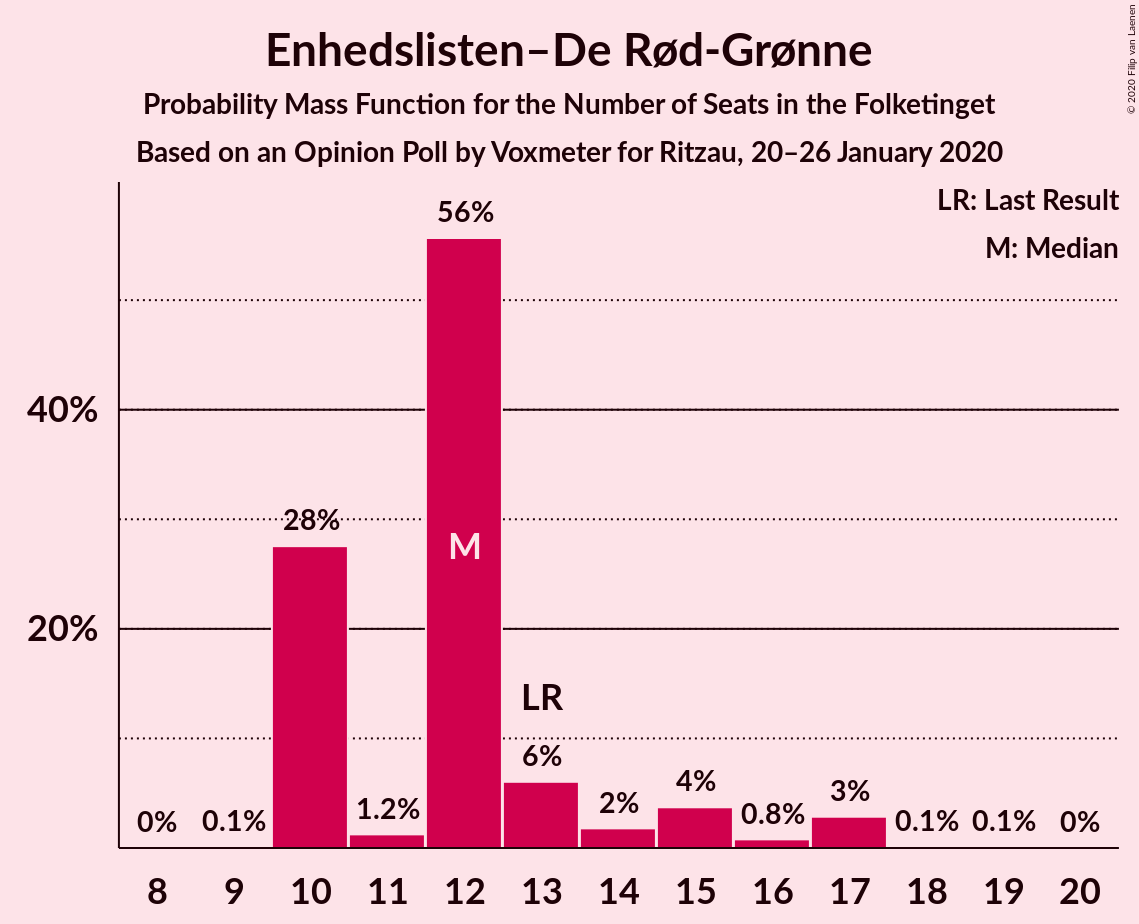 Enhedslisten–De Rød-Grønne
Probability Mass Function for the Number of Seats in the Folketinget
Based on an Opinion Poll by Voxmeter for Ritzau, 20–26 January 2020
© 2020 Filip van Laenen
LR: Last Result
M: Median
56%
40%
28%
M
20%
LR
6%
4%
3%
2%
1.2%
0.8%
0%
0.1%
0.1%
0.1%
0%
8 9 10 11 12 13 14 15 16 17 18 19 20